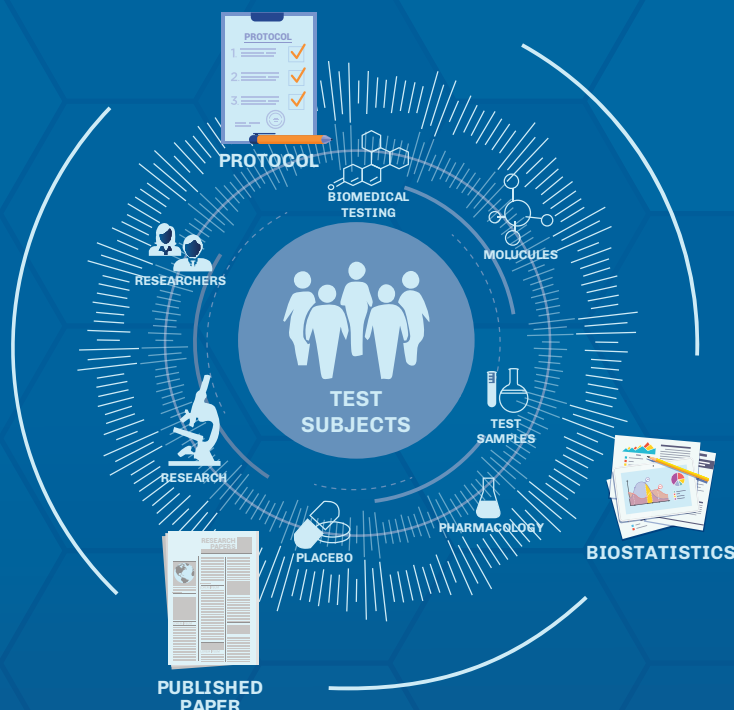 PROTOCOL
1.
2.
3.
PROTOCOL
BIOMEDICAL
TESTING
MOLUCULES
RESEARCHERS
TEST
SUBJECTS
TEST
SAMPLES
RESEARCH
PHARMACOLOGY
PLACEBO
BIOSTATISTICS
RESEARCH
PAPERS
PUBLISHED
PAPER